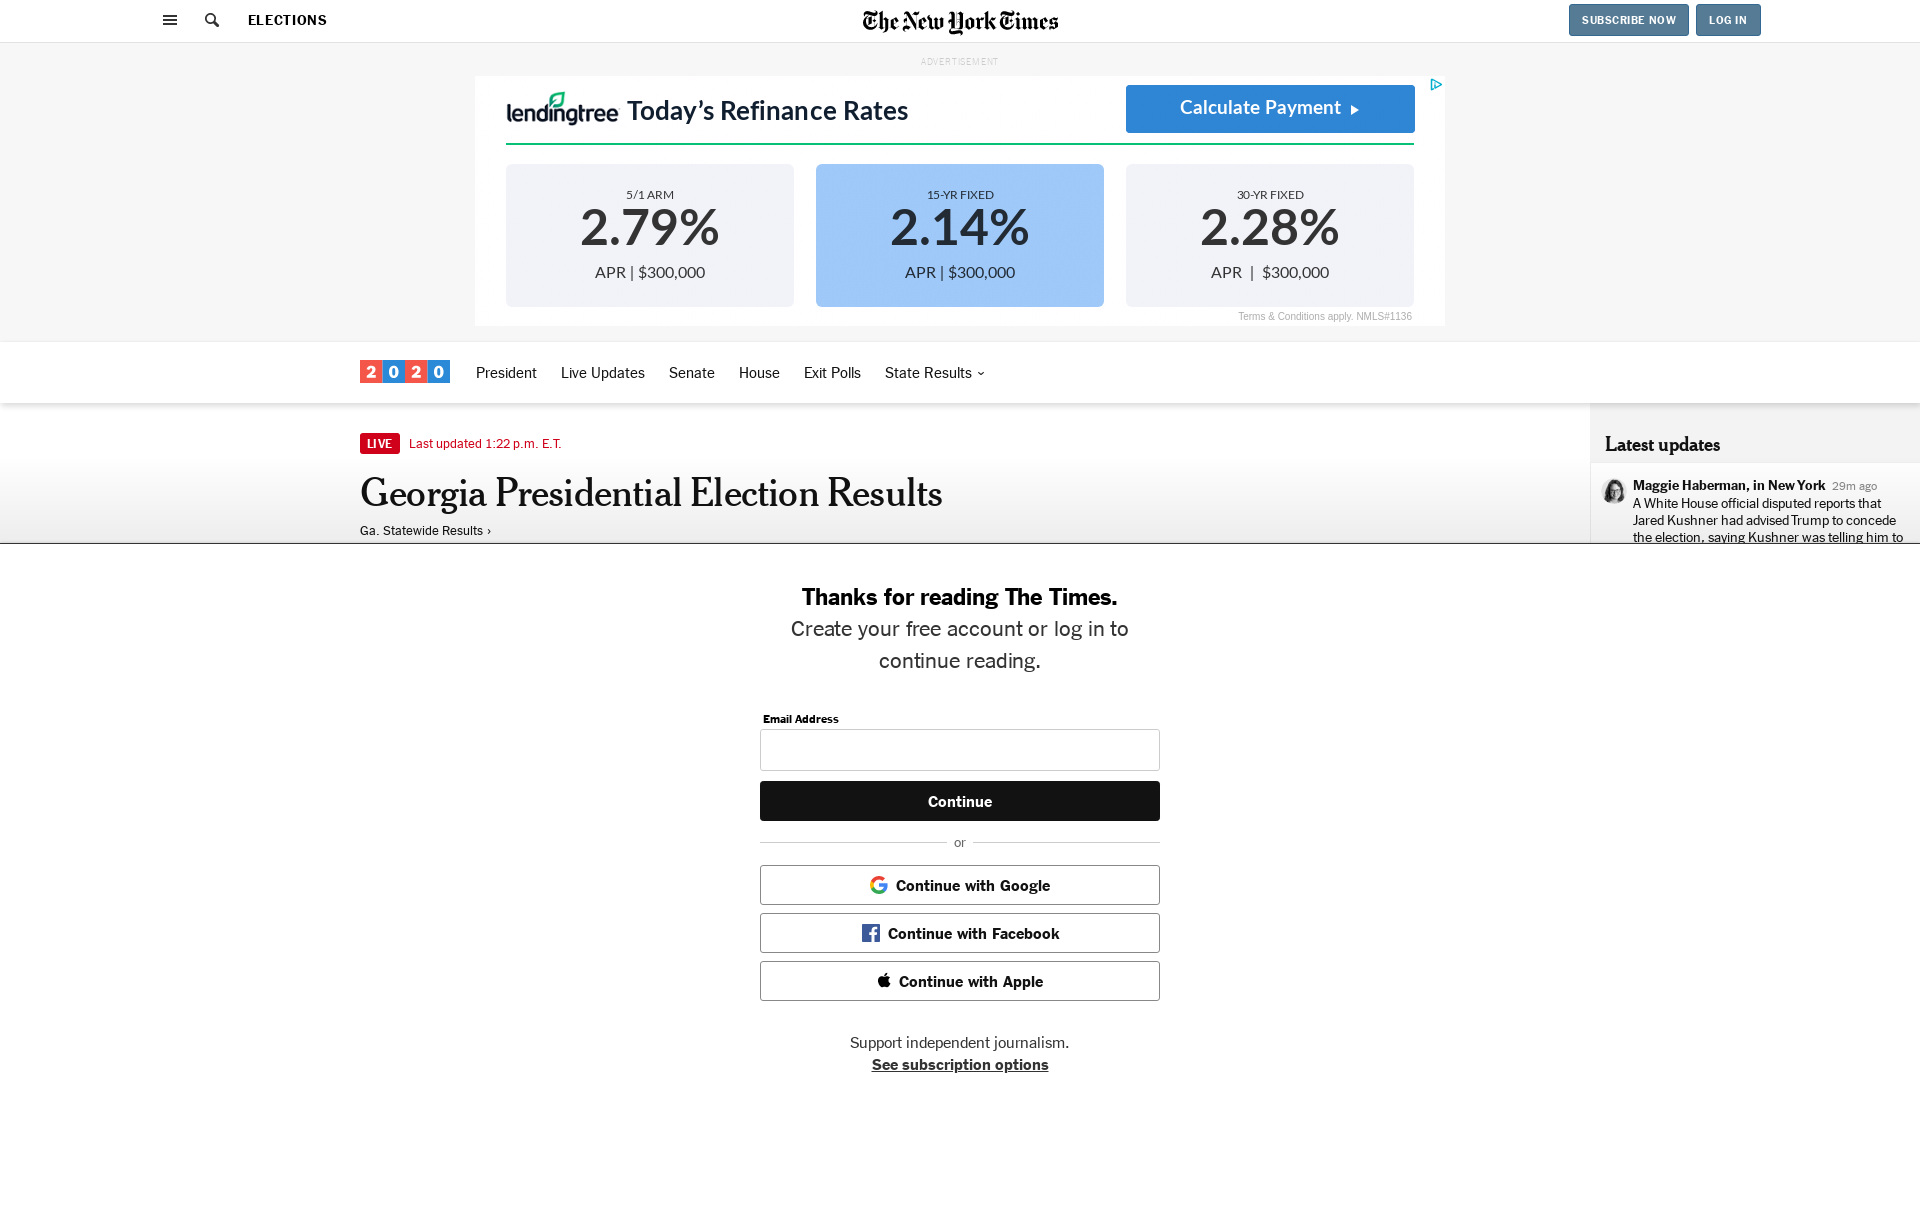 ELECTIONS
The New York Times
SUBSCRIBE NOW
LOG IN
ADVERTISEMENT
lendingtree Today's Refinance Rates
Calculate Payment
5/1 ARM
2.79%
APR | $300,000
15-YR FIXED
2.14%
APR | $300,000
30-YR FIXED
2.28%
APR | $300,000
Terms & Conditions apply. NMLS#1136
2020
President
Live Updates
Senate
House
Exit Polls
State Results
LIVE Last updated 1:22 p.m. E.T.
Georgia Presidential Election Results
Ga. Statewide Results ›
Latest updates
Maggie Haberman, in New York 29m ago
A White House official disputed reports that
Jared Kushner had advised Trump to concede
the election, saying Kushner was telling him to
Thanks for reading The Times.
Create your free account or log in to
continue reading.
Email Address
Continue
or
Continue with Google
Continue with Facebook
Continue with Apple
Support independent journalism.
See subscription options